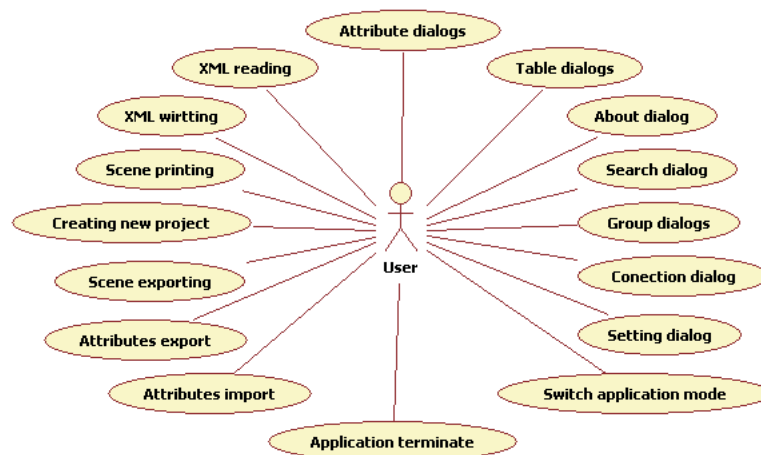 Attribute dialogs
XML reading
Table dialogs
XML wirtting
About dialog
Scene printing
Search dialog
Creating new project
Group dialogs
User
Scene exporting
Conection dialog
Attributes export
Setting dialog
Attributes import
Switch application mode
Application terminate